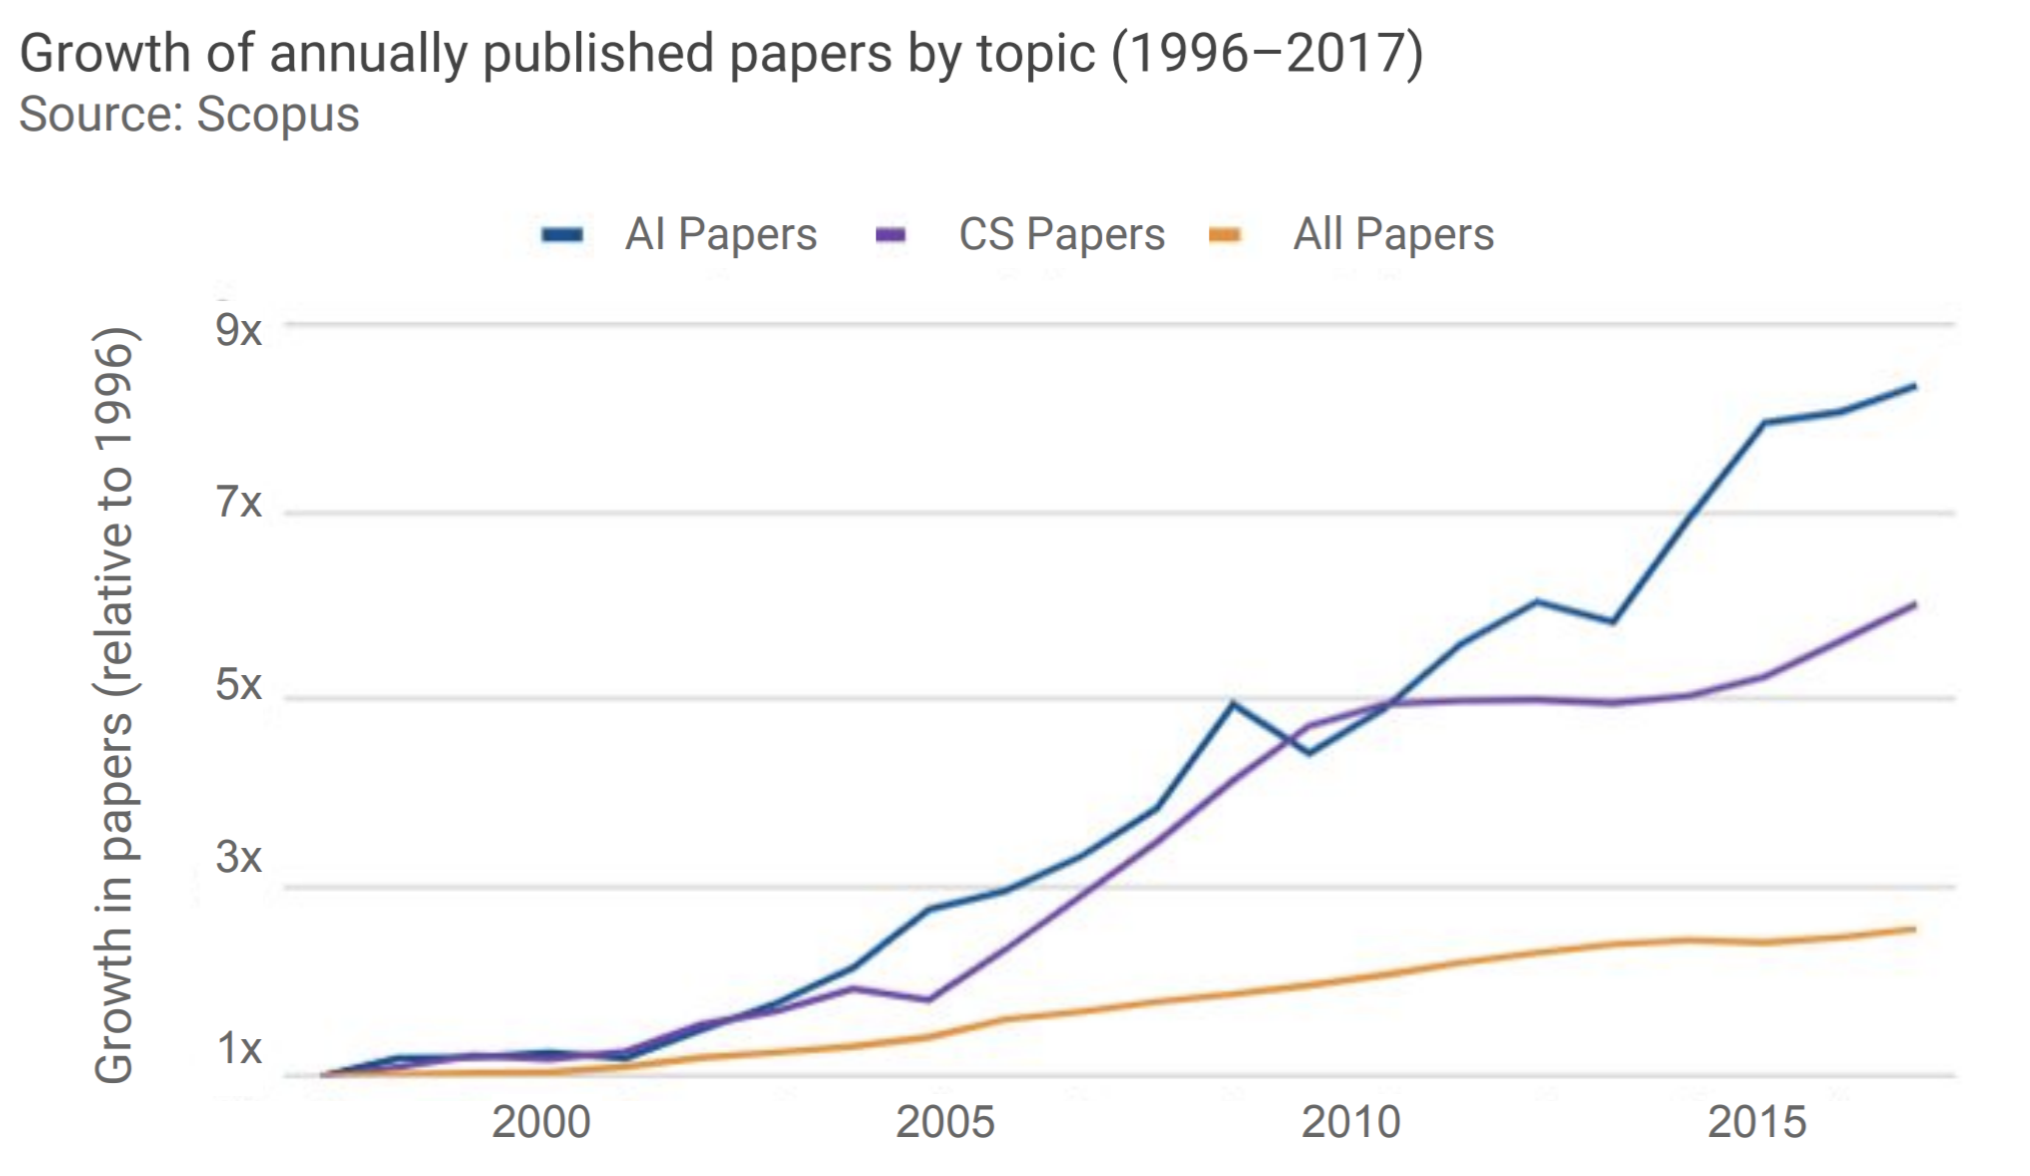 Growth of annually published papers by topic (1996–2017)
Source: Scopus
AI Papers
CS Papers
All Papers
Growth in papers (relative to 1996)
9x
7x
5x
3x
1x
2000
2005
2010
2015